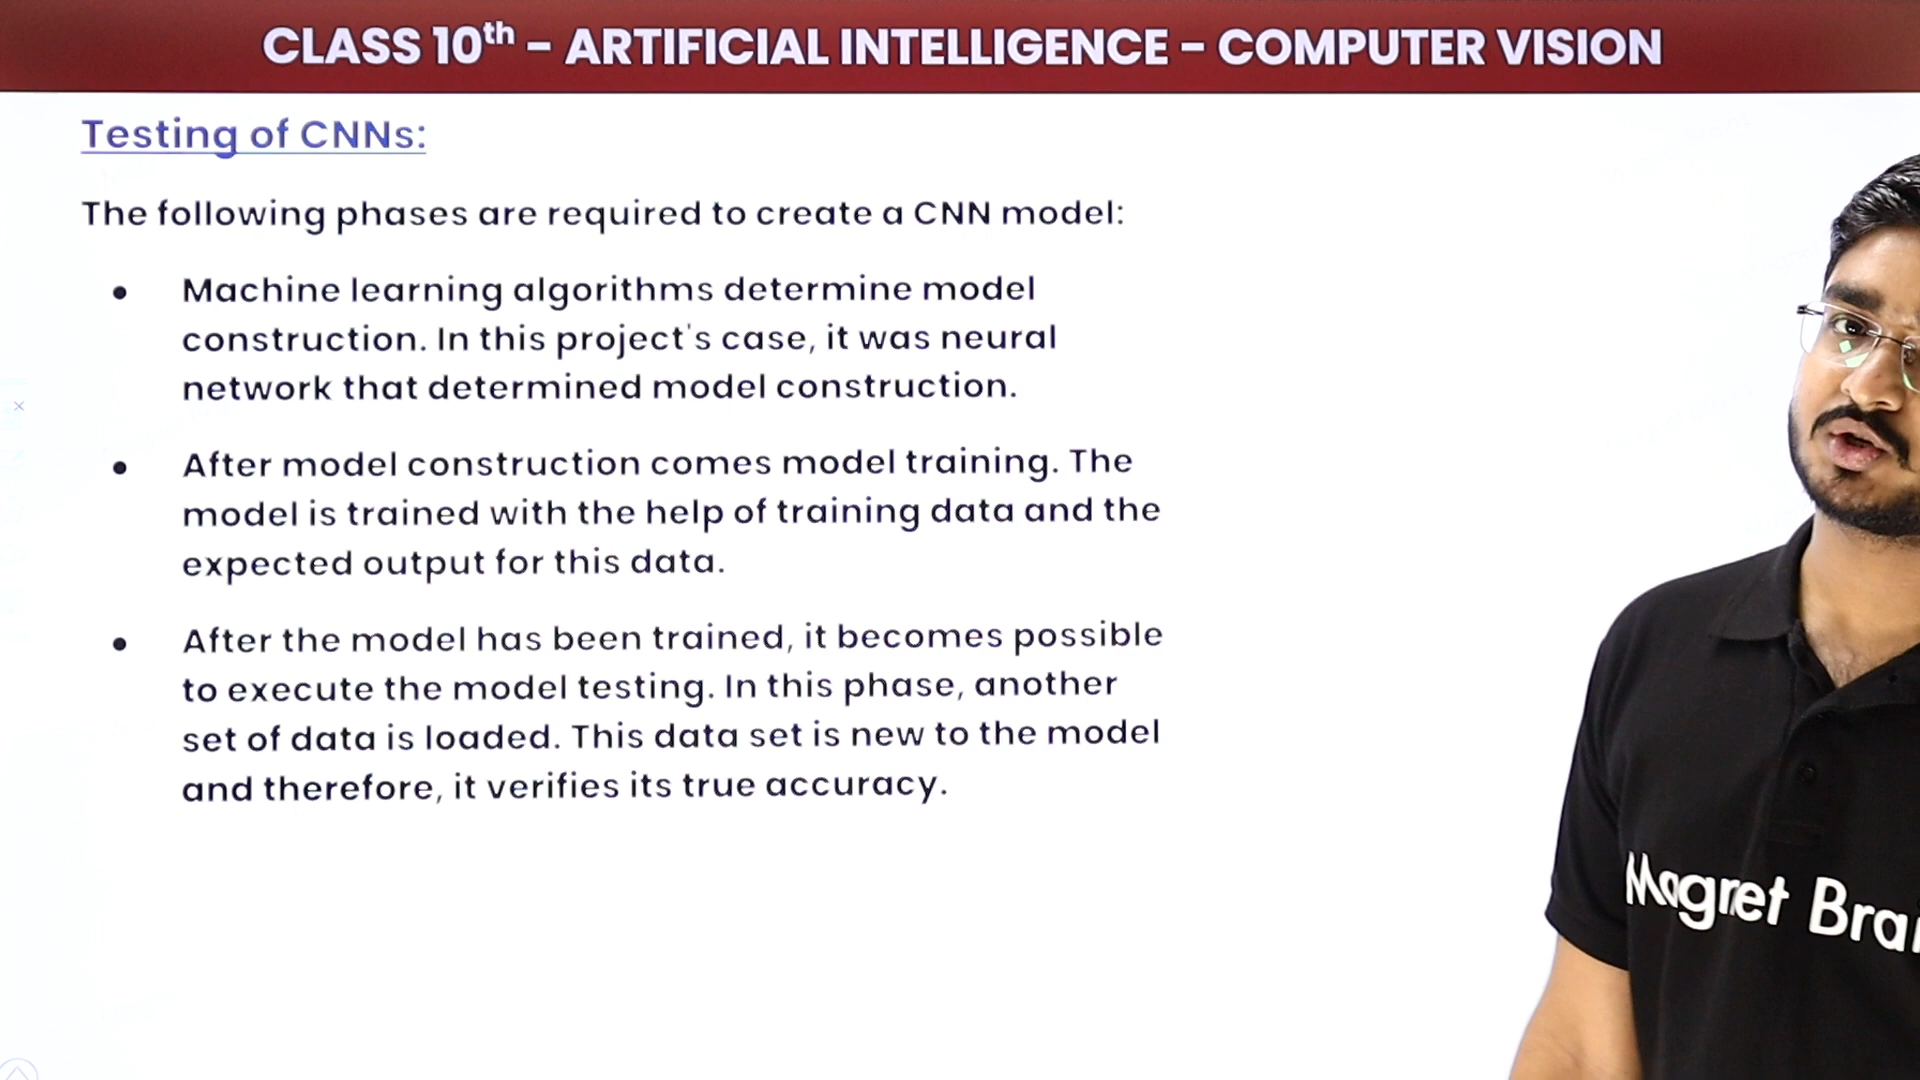 CLASS 10th – ARTIFICIAL INTELLIGENCE – COMPUTER VISION
Testing of CNNs:
The following phases are required to create a CNN model:
• Machine learning algorithms determine model
construction. In this project's case, it was neural
network that determined model construction.
• After model construction comes model training. The
model is trained with the help of training data and the
expected output for this data.
• After the model has been trained, it becomes possible
to execute the model testing. In this phase, another
set of data is loaded. This data set is new to the model
and therefore, it verifies its true accuracy.
Magnet Brai